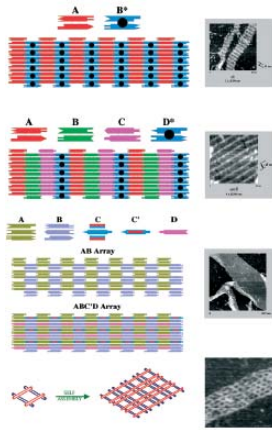 A B*
A B C D*
A B C C' D
AB Array
ABC'D Array
SELF
ASSEMBLY